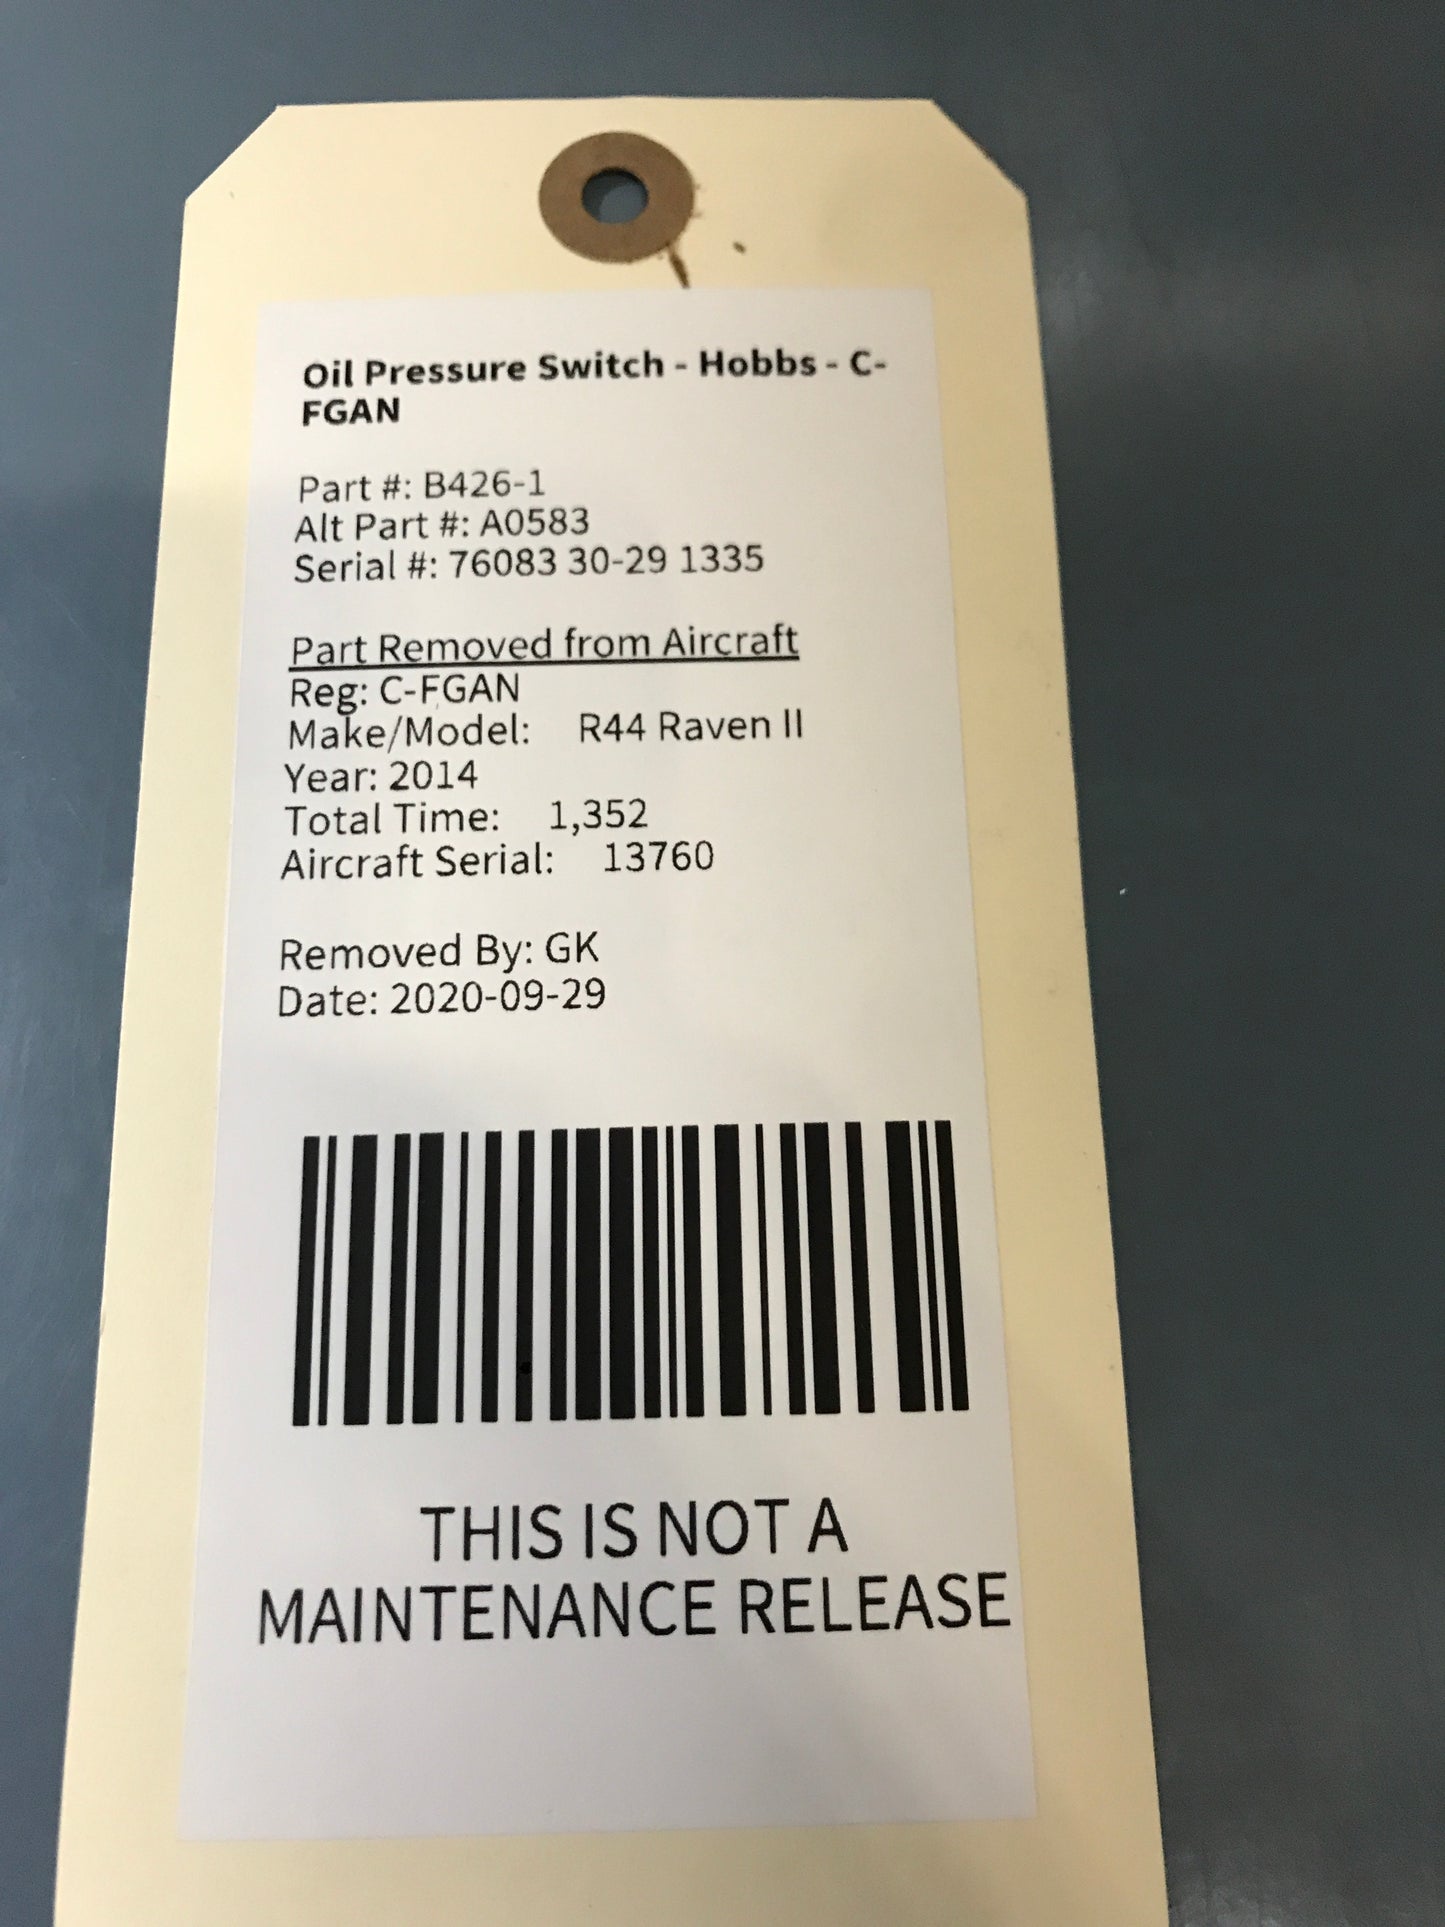 Oil Pressure Switch - Hobbs - C-
FGAN
Part #: B426-1
Alt Part #: A0583
Serial #: 76083 30-29 1335
Part Removed from Aircraft
Reg: C-FGAN
Make/Model: R44 Raven II
Year: 2014
Total Time: 1,352
Aircraft Serial: 13760
Removed By: GK
Date: 2020-09-29
THIS IS NOT A
MAINTENANCE RELEASE